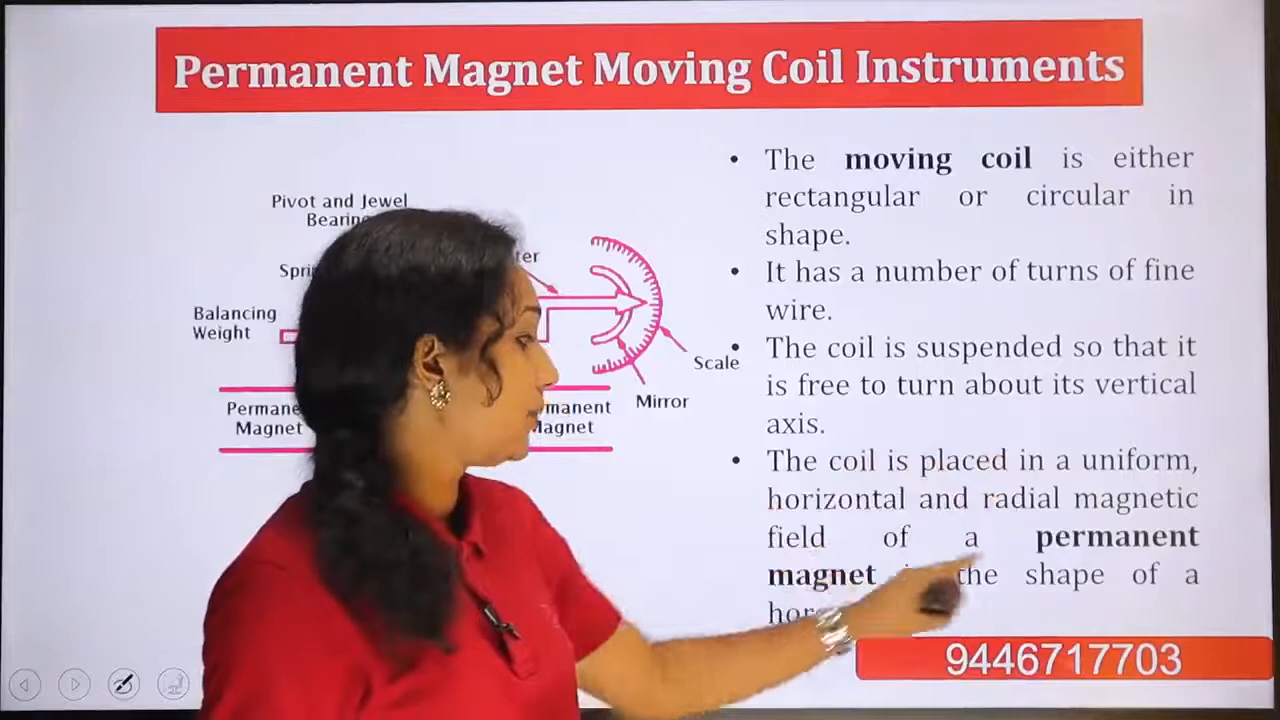 Permanent Magnet Moving Coil Instruments
Pivot and Jewel
Balancing
Weight
Scale
Mirror
Magnet
Magnet
• The moving coil is either
rectangular or circular in
shape.
• It has a number of turns of fine
wire.
• The coil is suspended so that it
is free to turn about its vertical
axis.
• The coil is placed in a uniform,
horizontal and radial magnetic
field of a permanent
magnet the shape of a
9446717703